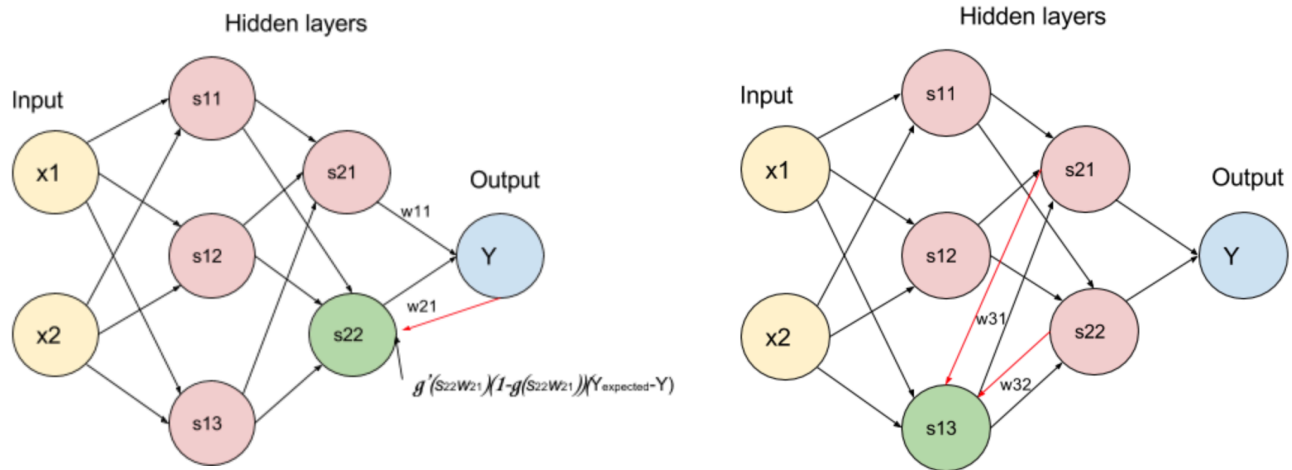 Hidden layers
Input
x1
x2
s11
s12
s13
s21
s22
w11
w21
Output
Y
g'(s22w21)(1-g(s22w21))(Yexpected-Y)
Hidden layers
Input
x1
x2
s11
s12
s13
s21
s22
w31
w32
Output
Y